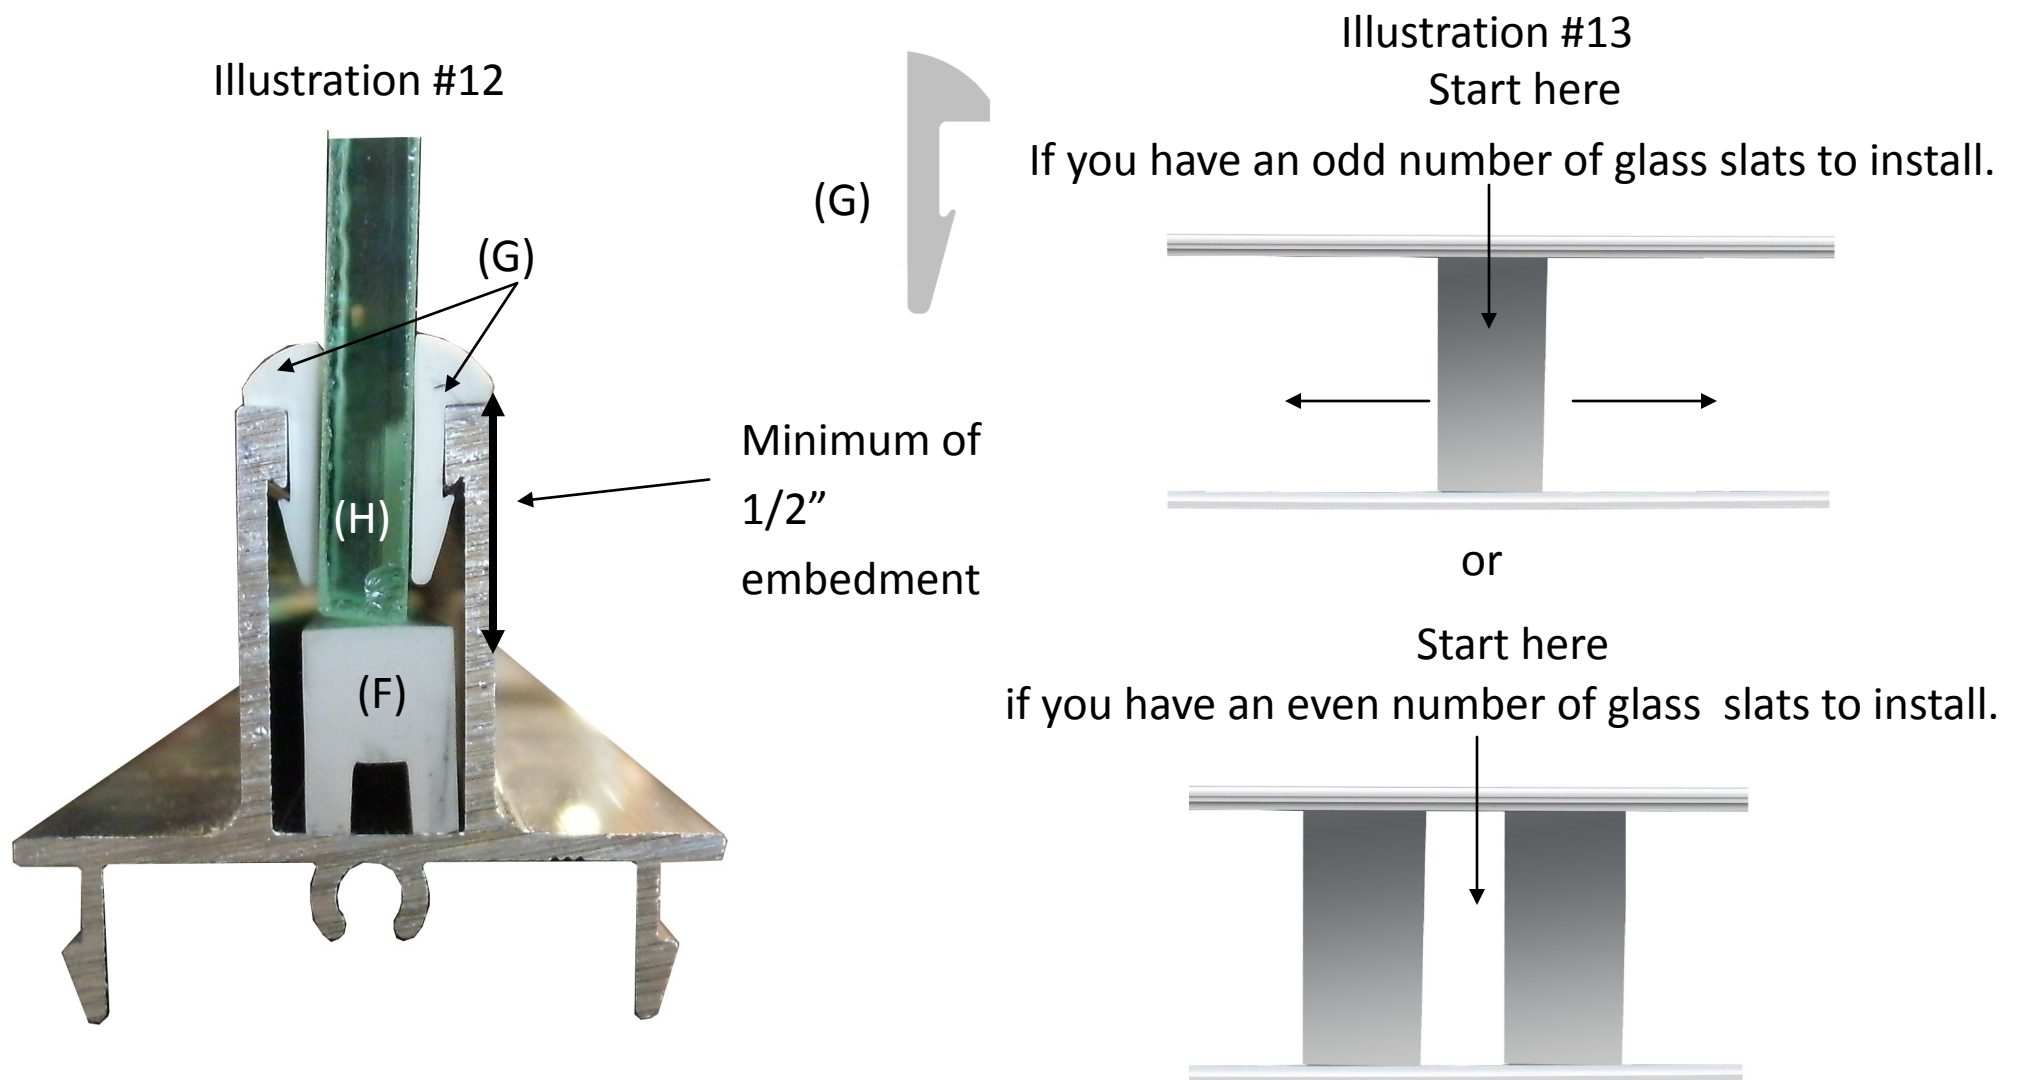 Illustration #12
(G)
(H)
(F)
Minimum of
1/2”
embedment
(G)
Illustration #13
Start here
If you have an odd number of glass slats to install.
or
Start here
if you have an even number of glass  slats to install.